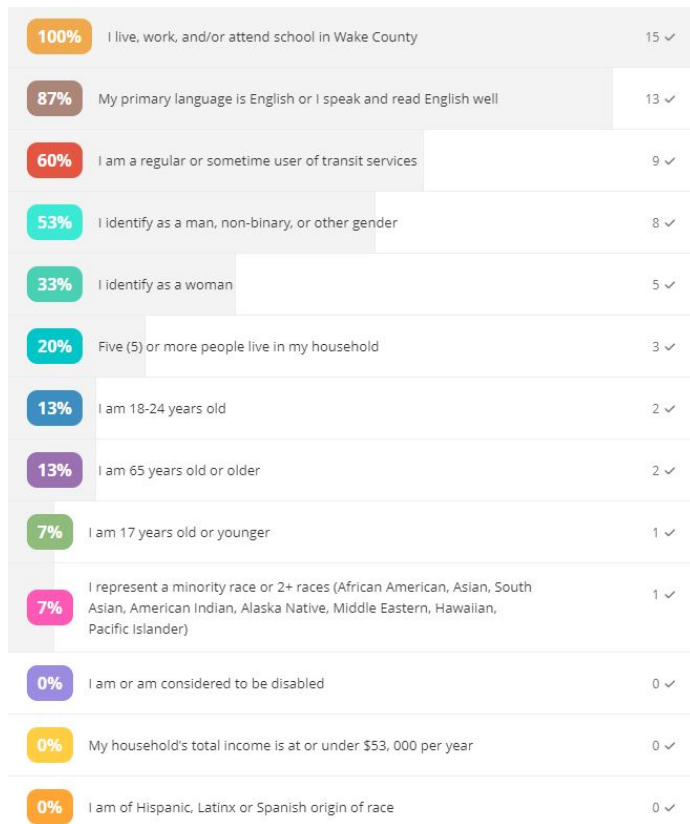 100% I live, work, and/or attend school in Wake County 15 ✓
87% My primary language is English or I speak and read English well 13 ✓
60% I am a regular or sometime user of transit services 9 ✓
53% I identify as a man, non-binary, or other gender 8 ✓
33% I identify as a woman 5 ✓
20% Five (5) or more people live in my household 3 ✓
13% I am 18-24 years old 2 ✓
13% I am 65 years old or older 2 ✓
7% I am 17 years old or younger 1 ✓
I represent a minority race or 2+ races (African American, Asian, South 1 ✓
7% Asian, American Indian, Alaska Native, Middle Eastern, Hawaiian,
Pacific Islander)
0% I am or am considered to be disabled 0 ✓
0% My household's total income is at or under $53, 000 per year 0 ✓
0% I am of Hispanic, Latinx or Spanish origin of race 0 ✓